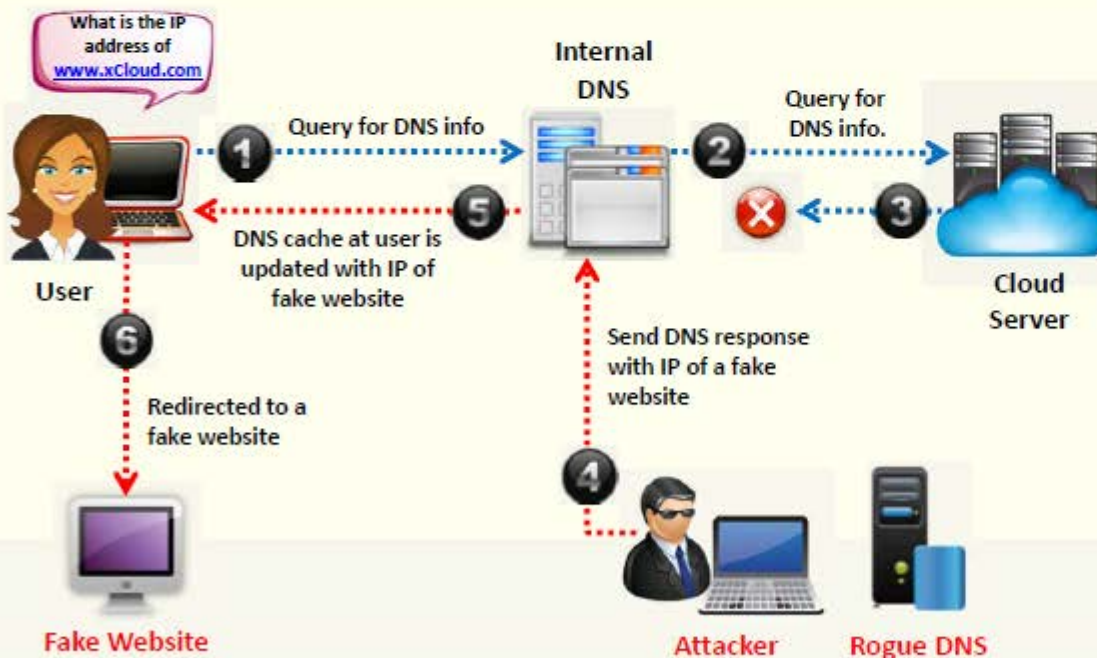 What is the IP
address of
www.xCloud.com
Internal
DNS
Query for DNS info
1
2
Query for
DNS info.
5
3
DNS cache at user is
updated with IP of
fake website
User
Cloud
Server
6
Send DNS response
with IP of a fake
website
Redirected to a
fake website
4
Fake Website
Attacker
Rogue DNS